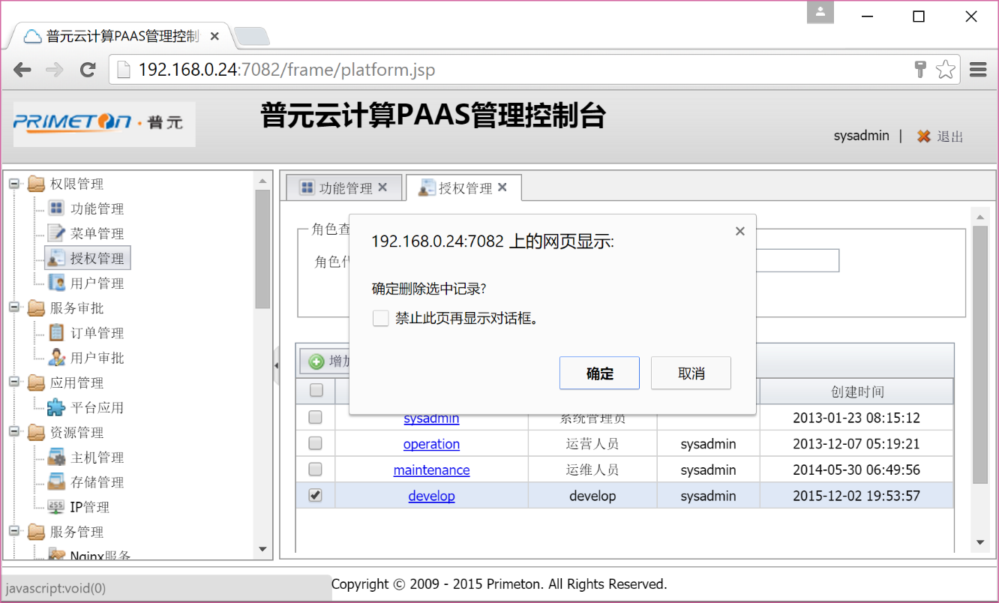 普元云计算PAAS管理控制
192.168.0.24:7082/frame/platform.jsp
PRIMETON · 普元
普元云计算PAAS管理控制台
sysadmin | 退出
权限管理
功能管理
菜单管理
授权管理
用户管理
服务审批
订单管理
用户审批
应用管理
平台应用
资源管理
主机管理
存储管理
255
IP管理
服务管理
Nginx服务
功能管理
授权管理
角色查
角色代
192.168.0.24:7082 上的网页显示:
确定删除选中记录?
禁止此页再显示对话框。
确定
取消
增加
创建时间
sysadmin 系统管理员 2013-01-23 08:15:12
operation 运营人员 sysadmin 2013-12-07 05:19:21
maintenance 运维人员 sysadmin 2014-05-30 06:49:56
develop develop sysadmin 2015-12-02 19:53:57
javascript:void(0)
Copyright © 2009 - 2015 Primeton. All Rights Reserved.